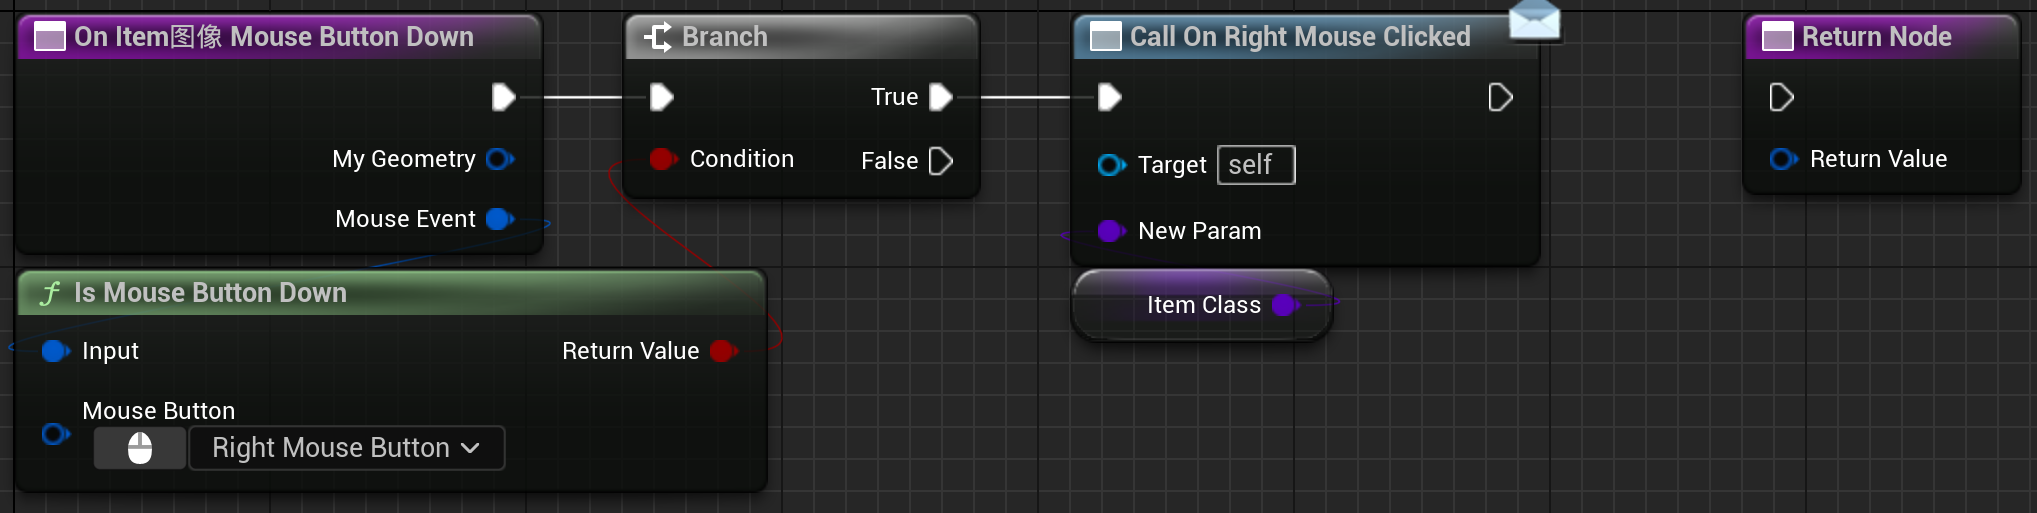 On Item图像 Mouse Button Down
My Geometry
Mouse Event
Branch
True
Condition
False
Call On Right Mouse Clicked
Target self
New Param
Return Node
Return Value
Is Mouse Button Down
Input
Return Value
Mouse Button
Right Mouse Button
Item Class